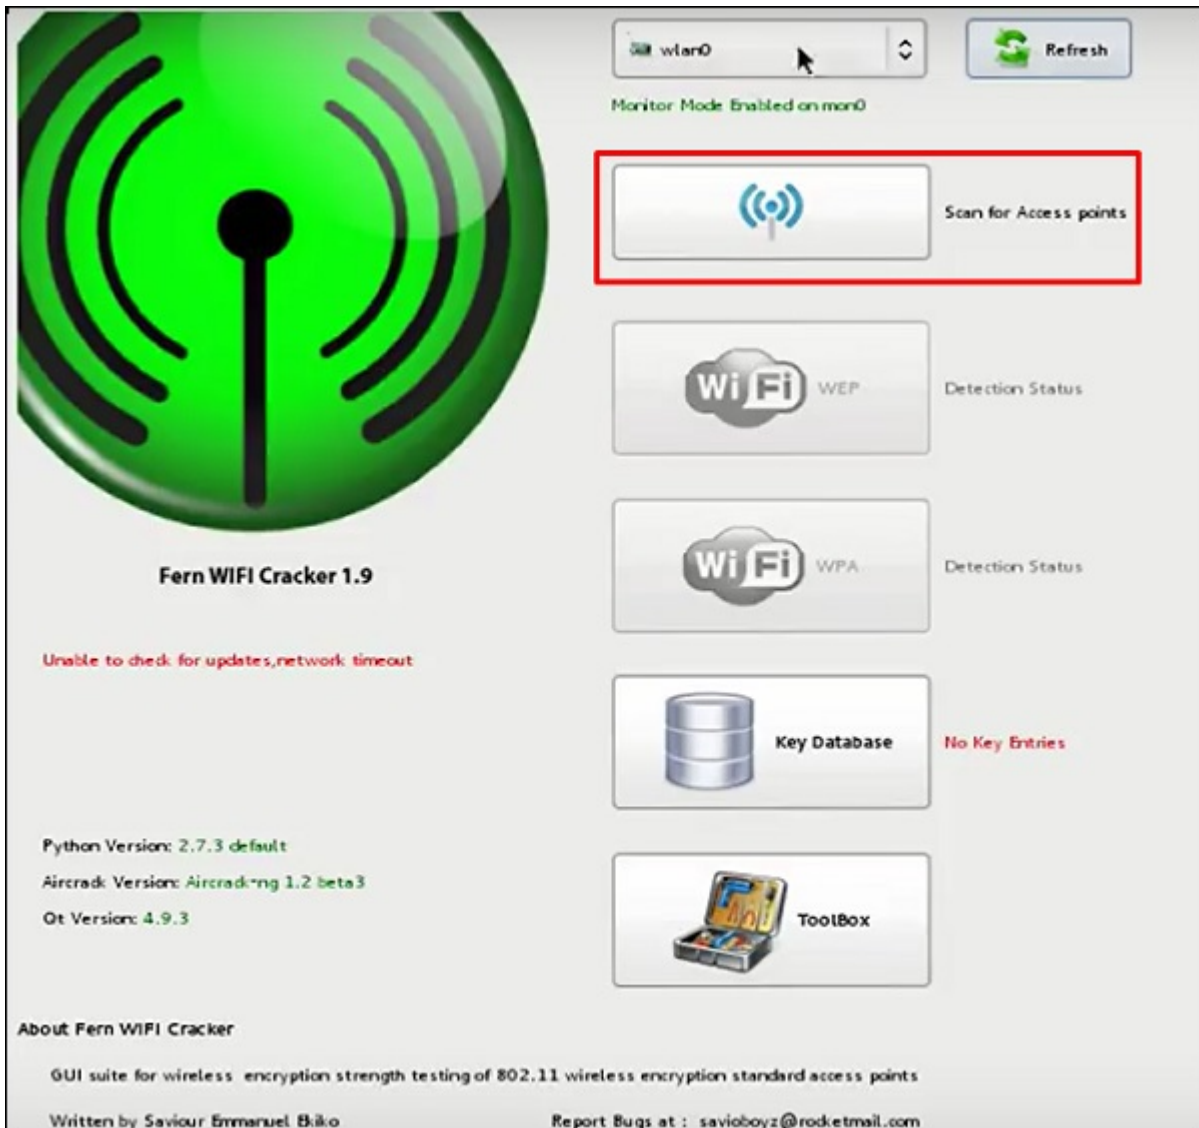 wlan0
Refresh
Monitor Mode Enabled on mon0
Scan for Access points
WiFi WEP
Detection Status
WiFi WPA
Detection Status
Fern WIFI Cracker 1.9
Unable to check for updates,network timeout
Key Database
No Key Entries
Python Version: 2.7.3 default
Aircrack Version: Aircrack-ng 1.2 beta3
Qt Version: 4.9.3
ToolBox
About Fern WIFI Cracker
GUI suite for wireless encryption strength testing of 802.11 wireless encryption standard access points
Written by Saviour Emmanuel Ekiko
Report Bugs at : savioboyz@rocketmail.com